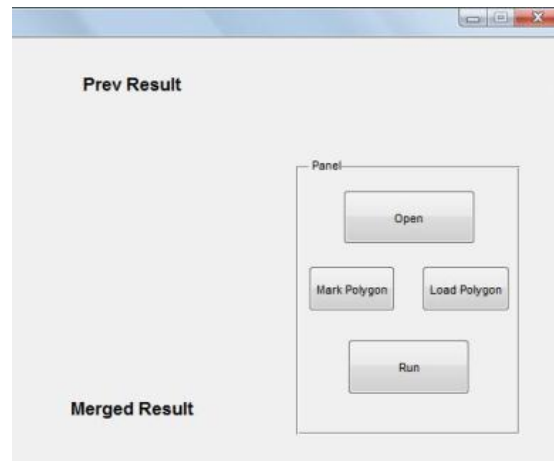 Prev Result
Panel
Open
Mark Polygon
Load Polygon
Run
Merged Result